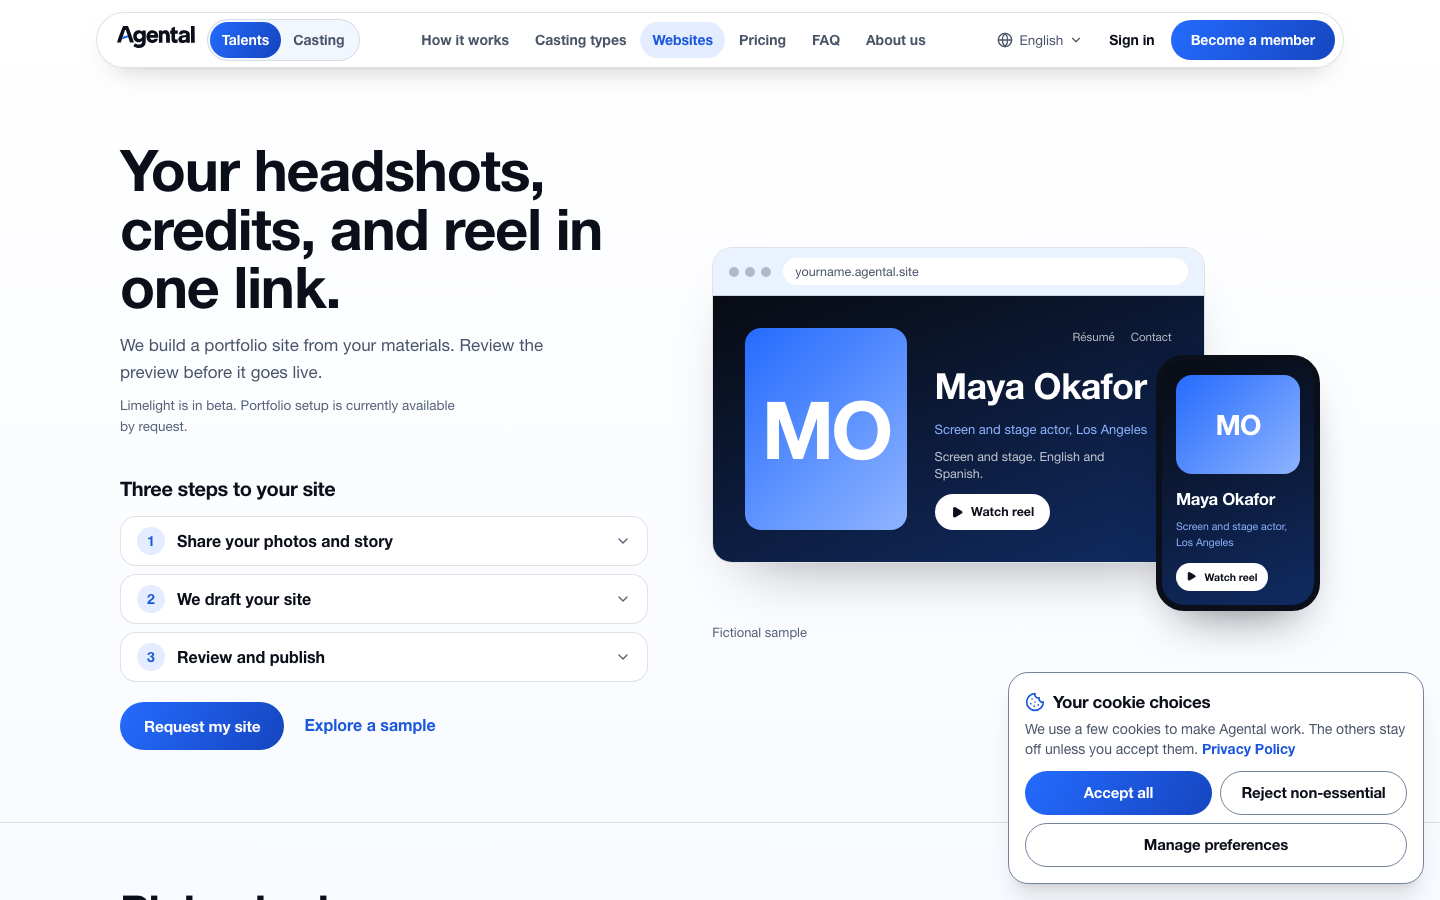 Agental
Talents
Casting
How it works
Casting types
Websites
Pricing
FAQ
About us
English
Sign in
Become a member
Your headshots,
credits, and reel in
one link.
We build a portfolio site from your materials. Review the
preview before it goes live.
Limelight is in beta. Portfolio setup is currently available
by request.
Three steps to your site
1 Share your photos and story
2 We draft your site
3 Review and publish
Request my site
Explore a sample
yourname.agental.site
Résumé Contact
MO
Maya Okafor
Screen and stage actor, Los Angeles
Screen and stage. English and
Spanish.
Watch reel
MO
Maya Okafor
Screen and stage actor,
Los Angeles
Watch reel
Fictional sample
Your cookie choices
We use a few cookies to make Agental work. The others stay
off unless you accept them. Privacy Policy
Accept all
Reject non-essential
Manage preferences